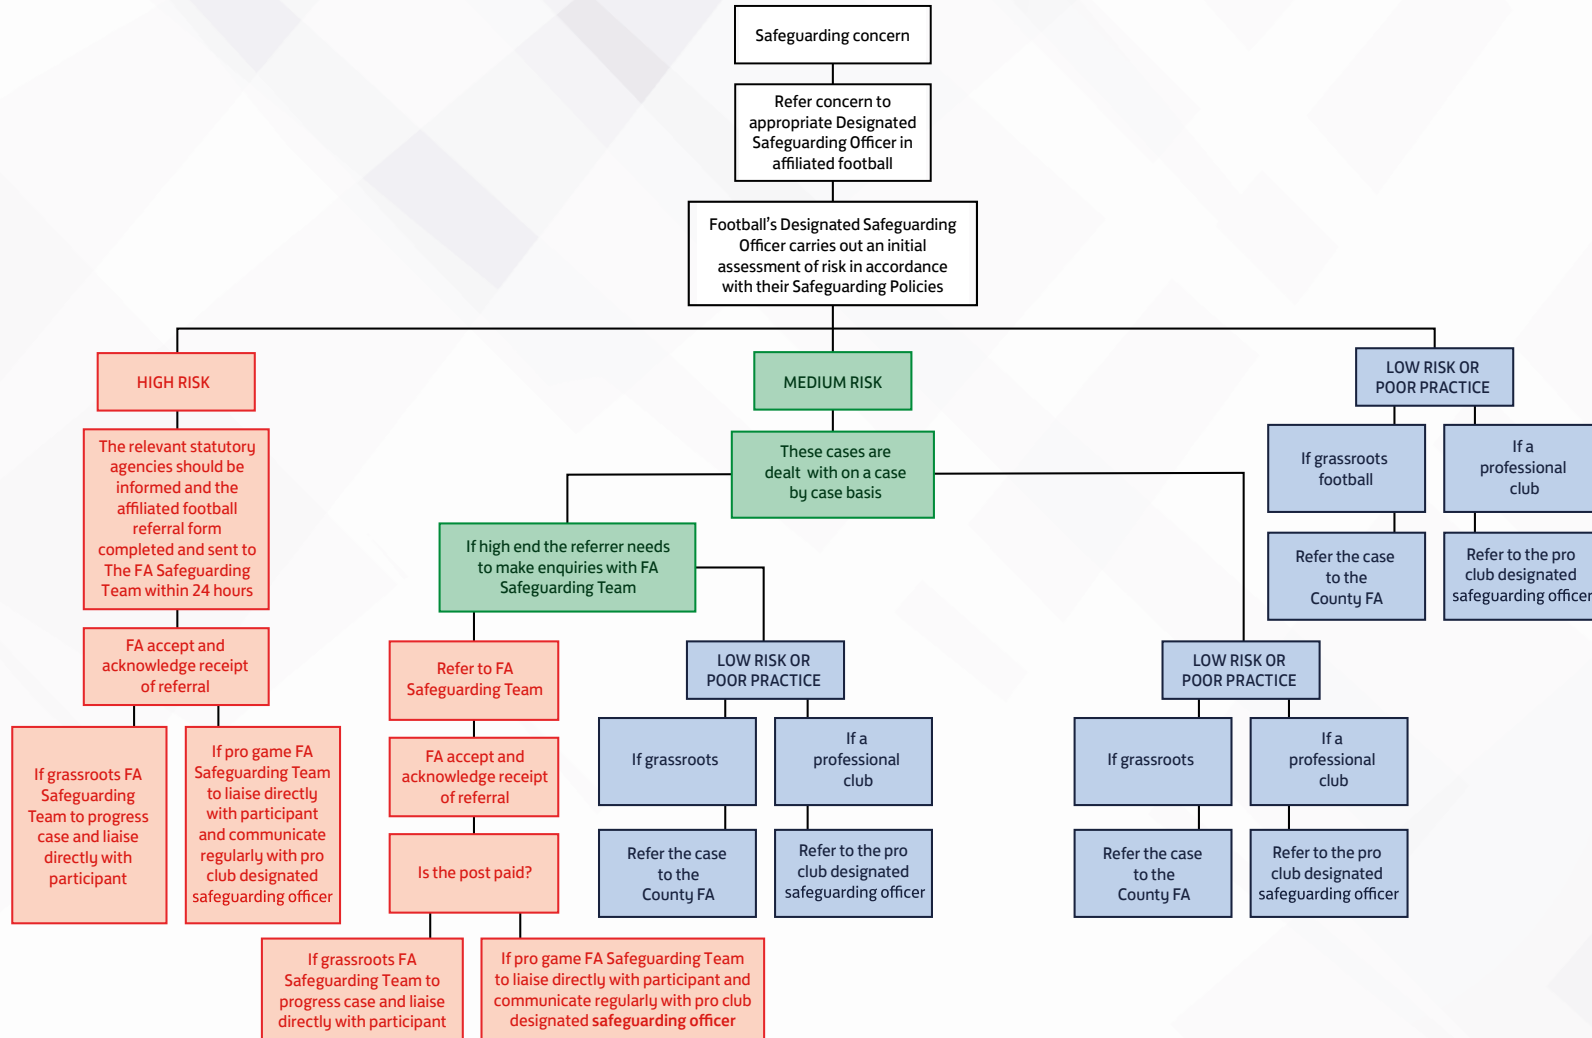 Safeguarding concern
Refer concern to
appropriate Designated
Safeguarding Officer in
affiliated football
Football's Designated Safeguarding
Officer carries out an initial
assessment of risk in accordance
with their Safeguarding Policies
HIGH RISK
The relevant statutory
agencies should be
informed and the
affiliated football
referral form
completed and sent to
The FA Safeguarding
Team within 24 hours
FA accept and
acknowledge receipt
of referral
If grassroots FA
Safeguarding
Team to progress
case and liaise
directly with
participant
If pro game FA
Safeguarding Team
to liaise directly
with participant
and communicate
regularly with pro
club designated
safeguarding officer
MEDIUM RISK
These cases are
dealt with on a case
by case basis
If high end the referrer needs
to make enquiries with FA
Safeguarding Team
Refer to FA
Safeguarding Team
FA accept and
acknowledge receipt
of referral
Is the post paid?
If grassroots FA
Safeguarding Team to
progress case and liaise
directly with participant
If pro game FA Safeguarding Team
to liaise directly with participant and
communicate regularly with pro club
designated safeguarding officer
LOW RISK OR
POOR PRACTICE
If grassroots
Refer the case
to the
County FA
If a
professional
club
Refer to the pro
club designated
safeguarding officer
LOW RISK OR
POOR PRACTICE
If grassroots
Refer the case
to the
County FA
If a
professional
club
Refer to the pro
club designated
safeguarding officer
LOW RISK OR
POOR PRACTICE
If grassroots
football
Refer the case
to the
County FA
If a
professional
club
Refer to the pro
club designated
safeguarding officer